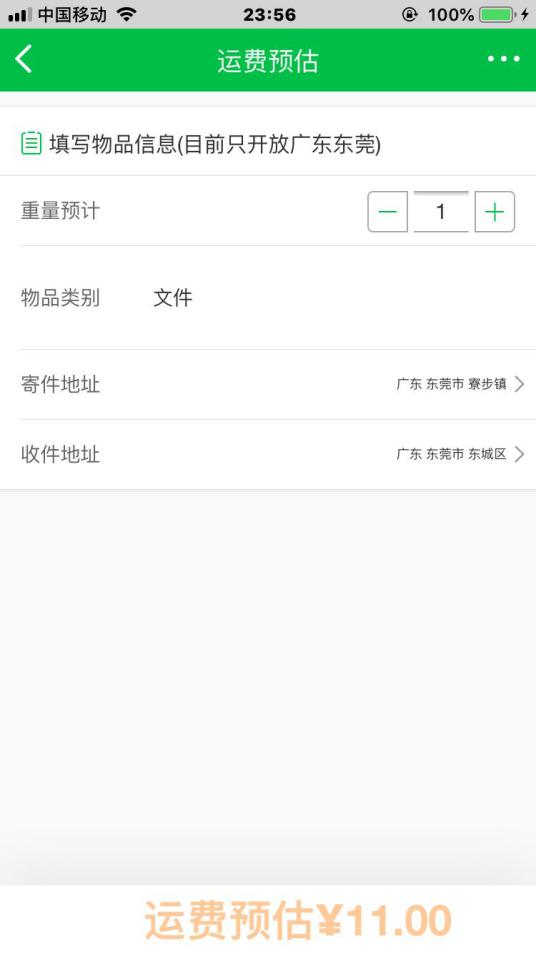 中国移动 23:56 100%
运费预估
填写物品信息(目前只开放广东东莞)
重量预计 1
物品类别 文件
寄件地址 广东 东莞市 寮步镇
收件地址 广东 东莞市 东城区
运费预估¥11.00